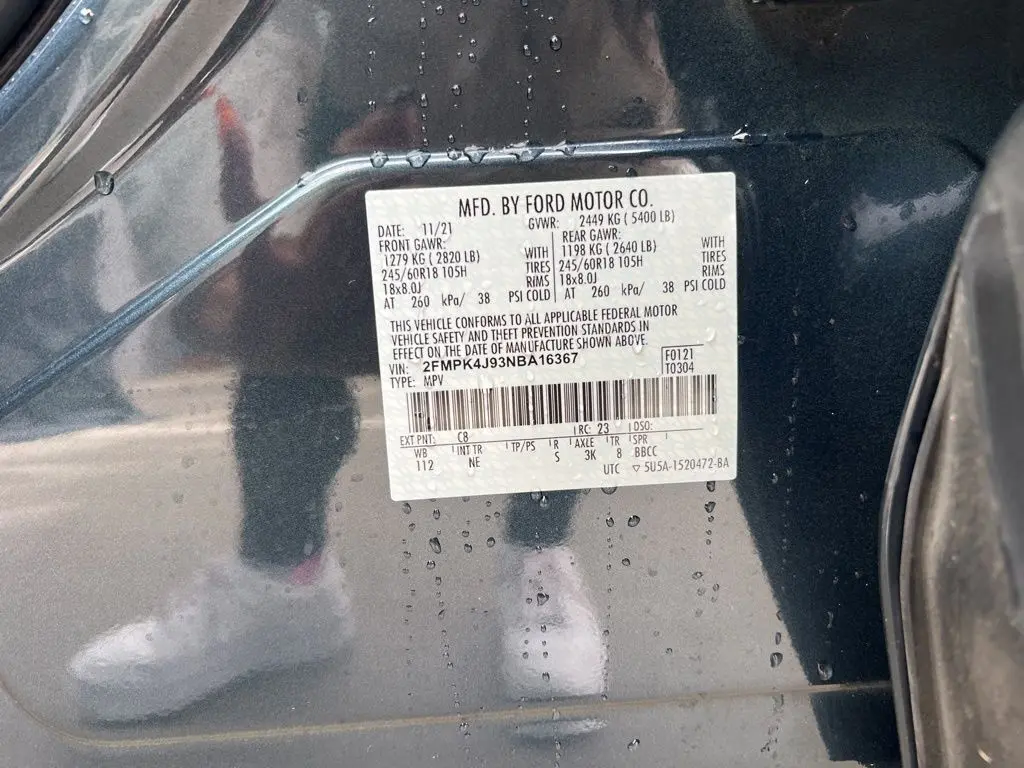 MFD. BY FORD MOTOR CO.
DATE: 11/21 GVWR: 2449 KG ( 5400 LB)
FRONT GAWR: REAR GAWR:
1279 KG ( 2820 LB) WITH 1198 KG ( 2640 LB) WITH
245/60R18 105H TIRES 245/60R18 105H TIRES
18x8.0J RIMS 18x8.0J RIMS
AT 260 kPa/ 38 PSI COLD AT 260 kPa/ 38 PSI COLD
THIS VEHICLE CONFORMS TO ALL APPLICABLE FEDERAL MOTOR
VEHICLE SAFETY AND THEFT PREVENTION STANDARDS IN
EFFECT ON THE DATE OF MANUFACTURE SHOWN ABOVE.
VIN: 2FMPK4J93NBA16367 F0121
TYPE: MPV T0304
EXT PNT: C8 RC: 23 DSO:
WB INT TR TP/PS R AXLE TR SPR
112 NE S 3K 8 BBCC
UTC ▽ 5U5A-1520472-BA